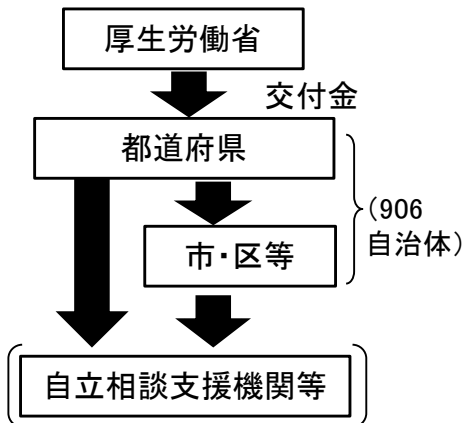 厚生労働省
交付金
都道府県
(906
自治体)
市・区等
自立相談支援機関等